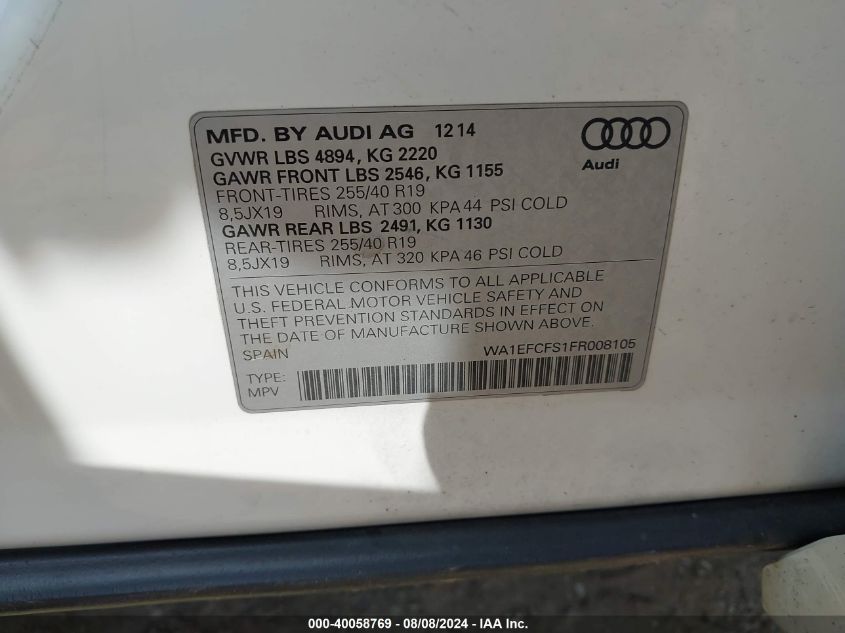 MFD. BY AUDI AG 12 14
GVWR LBS 4894, KG 2220
GAWR FRONT LBS 2546, KG 1155
FRONT-TIRES 255/40 R19
8,5JX19 RIMS, AT 300 KPA 44 PSI COLD
GAWR REAR LBS 2491, KG 1130
REAR-TIRES 255/40 R19
8,5JX19 RIMS, AT 320 KPA 46 PSI COLD
Audi
THIS VEHICLE CONFORMS TO ALL APPLICABLE
U.S. FEDERAL MOTOR VEHICLE SAFETY AND
THEFT PREVENTION STANDARDS IN EFFECT ON
THE DATE OF MANUFACTURE SHOWN ABOVE.
SPAIN WA1EFCFS1FR008105
TYPE:
MPV
000-40058769 - 08/08/2024 - IAA Inc.